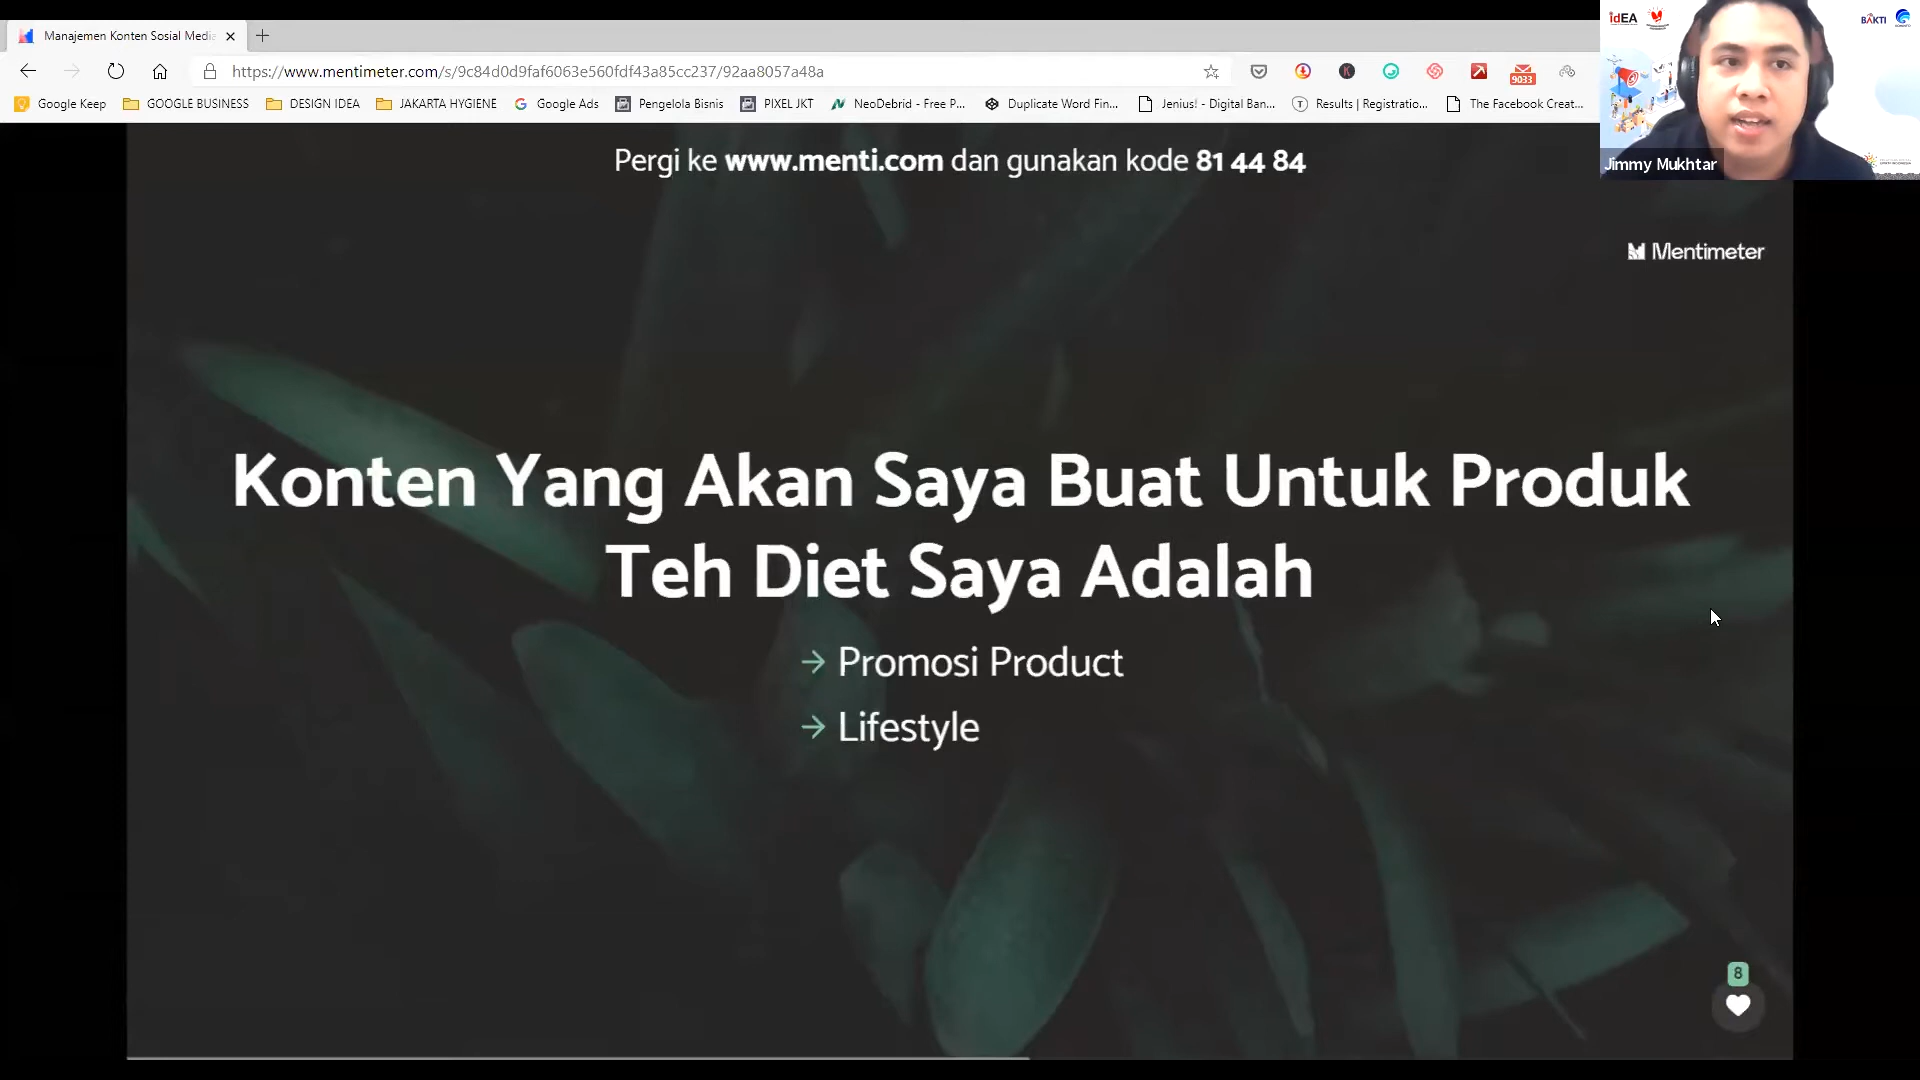 Manajemen Konten Sosial Media
https://www.mentimeter.com/s/9c84d0d9faf6063e560fdf43a85cc237/92aa8057a48a
9033
Google Keep GOOGLE BUSINESS DESIGN IDEA JAKARTA HYGIENE Google Ads Pengelola Bisnis PIXEL JKT NeoDebrid - Free P... Duplicate Word Fin... Jenius! - Digital Ban... Results | Registratio... The Facebook Creat...
idEA
BAKTI
Jimmy Mukhtar
Pergi ke www.menti.com dan gunakan kode 81 44 84
Mentimeter
Konten Yang Akan Saya Buat Untuk Produk
Teh Diet Saya Adalah
→ Promosi Product
→ Lifestyle
8